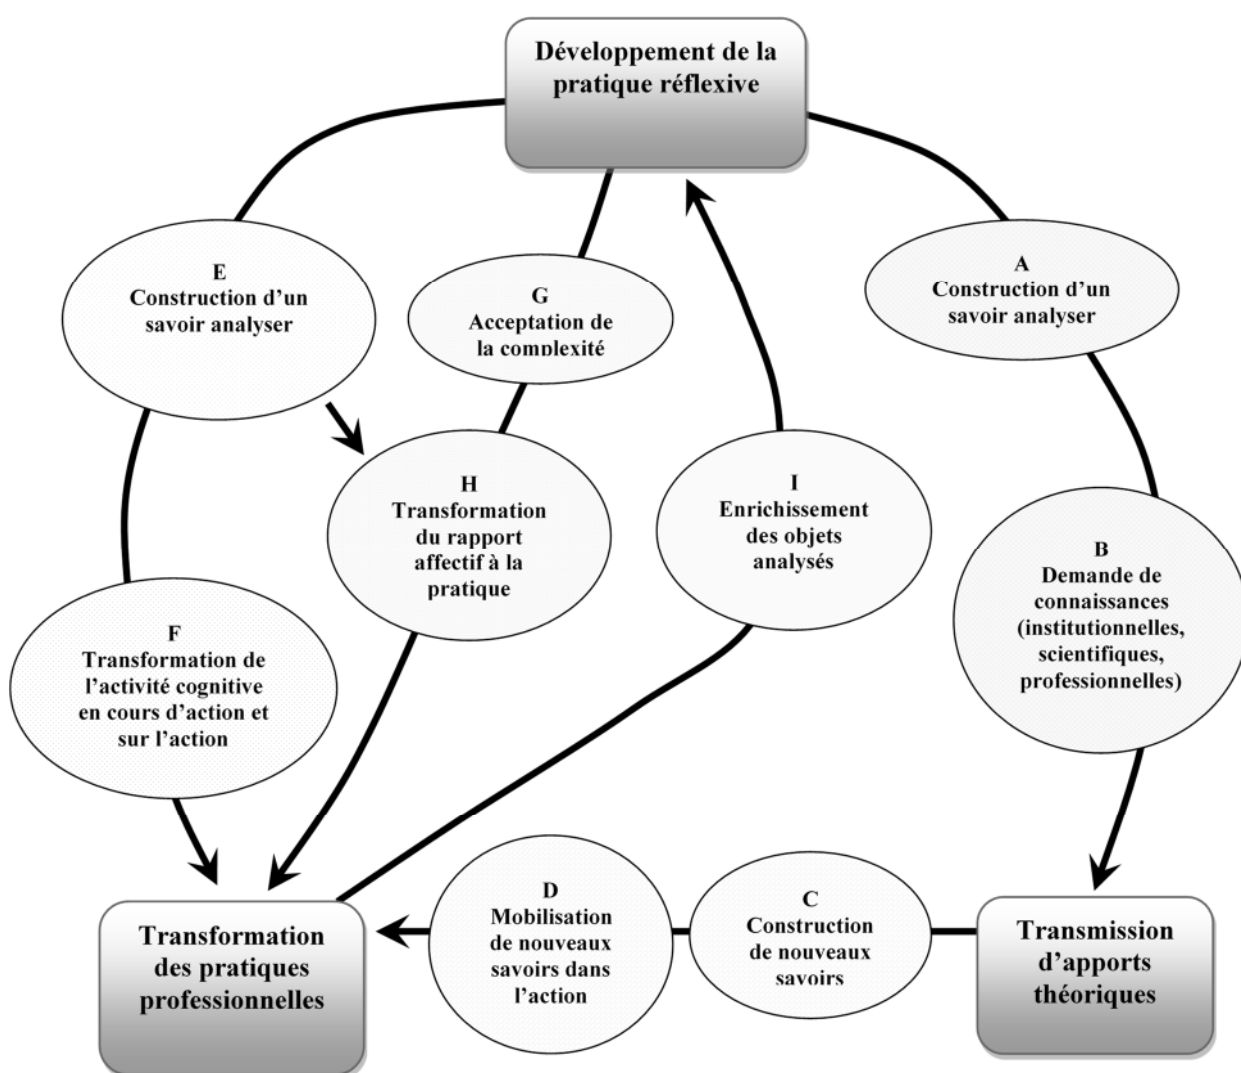 Développement de la
pratique réflexive
E
Construction d’un
savoir analyser
G
Acceptation de
la complexité
A
Construction d’un
savoir analyser
H
Transformation
du rapport
affectif à la
pratique
I
Enrichissement
des objets
analysés
B
Demande de
connaissances
(institutionnelles,
scientifiques,
professionnelles)
F
Transformation de
l’activité cognitive
en cours d’action et
sur l’action
D
Mobilisation
de nouveaux
savoirs dans
l’action
C
Construction
de nouveaux
savoirs
Transformation
des pratiques
professionnelles
Transmission
d’apports
théoriques